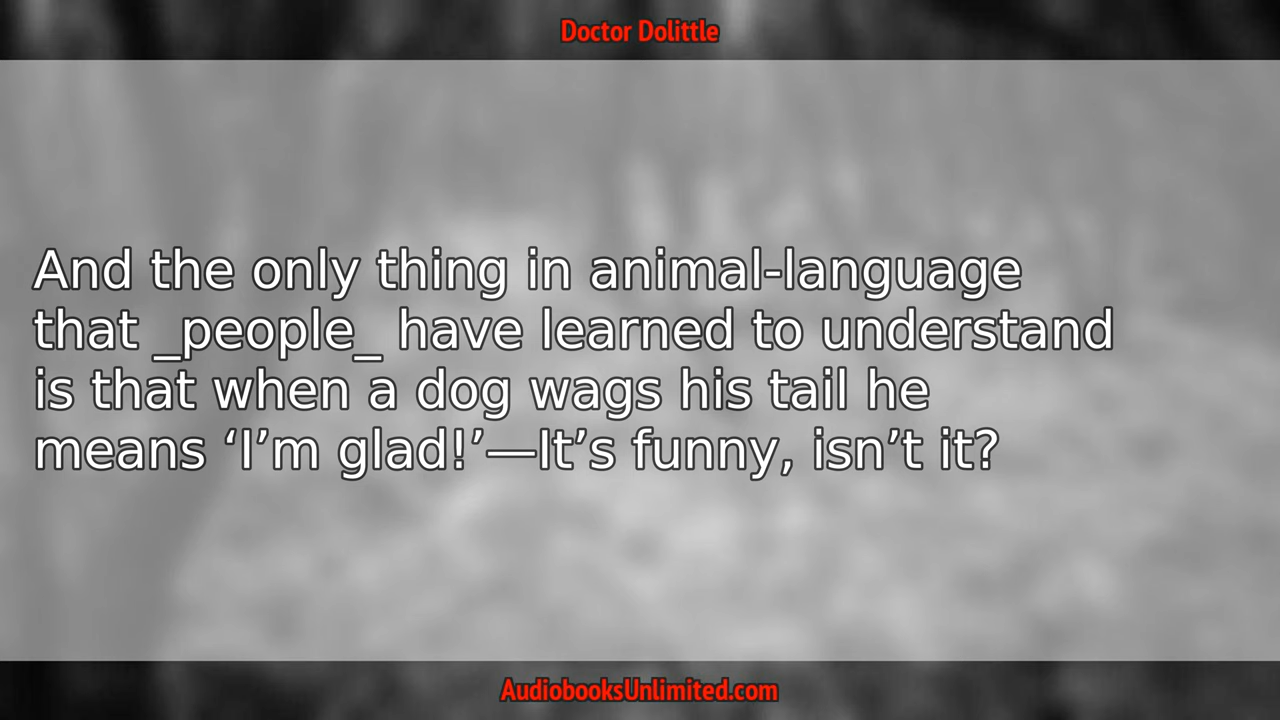 Doctor Dolittle
And the only thing in animal-language
that _people_ have learned to understand
is that when a dog wags his tail he
means ‘I’m glad!’—It’s funny, isn’t it?
AudiobooksUnlimited.com